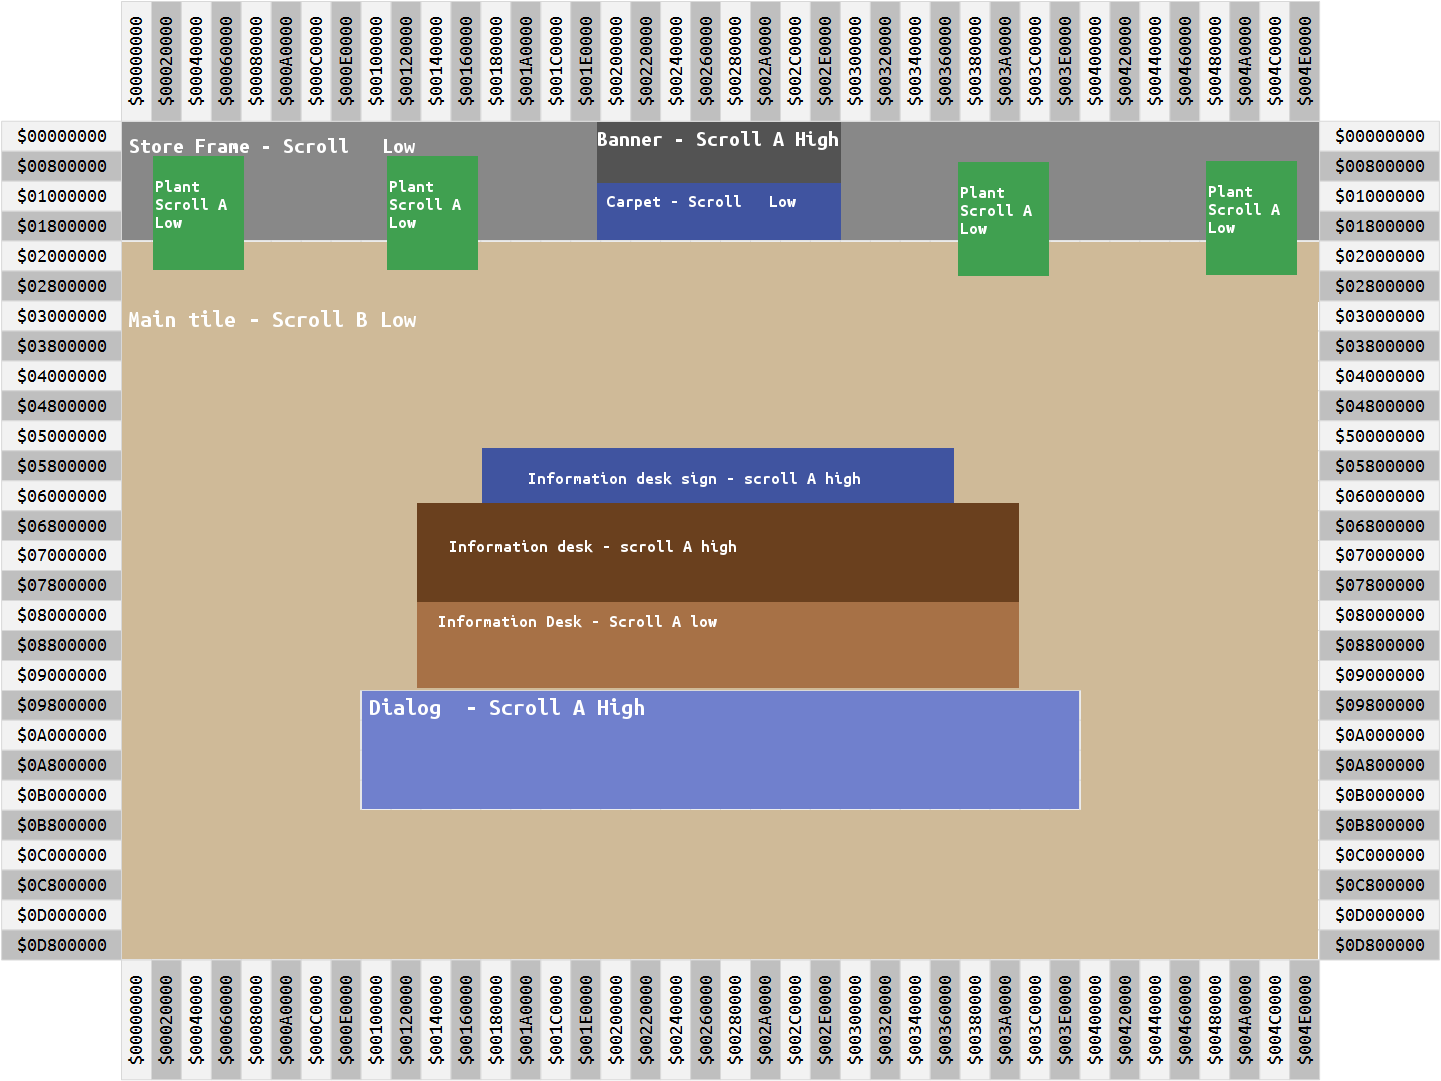 $00000000 $00020000 $00040000 $00060000 $00080000 $000A0000 $000C0000 $000E0000 $00100000 $00120000 $00140000 $00160000 $00180000 $001A0000 $001C0000 $001E0000 $00200000 $00220000 $00240000 $00260000 $00280000 $002A0000 $002C0000 $002E0000 $00300000 $00320000 $00340000 $00360000 $00380000 $003A0000 $003C0000 $003E0000 $00400000 $00420000 $00440000 $00460000 $00480000 $004A0000 $004C0000 $004E0000
$00000000 Store Frame - Scroll Low Banner - Scroll A High $00000000
$00800000 $00800000
Plant
Scroll A
Low
Plant
Scroll A
Low
Plant
Scroll A
Low
Plant
Scroll A
Low
$01000000 Carpet - Scroll Low $01000000
$01800000 $01800000
$02000000 $02000000
$02800000 $02800000
$03000000 Main tile - Scroll B Low $03000000
$03800000 $03800000
$04000000 $04000000
$04800000 $04800000
$05000000 $50000000
$05800000 Information desk sign - scroll A high $05800000
$06000000 $06000000
$06800000 $06800000
$07000000 Information desk - scroll A high $07000000
$07800000 $07800000
$08000000 Information Desk - Scroll A low $08000000
$08800000 $08800000
$09000000 $09000000
$09800000 Dialog - Scroll A High $09800000
$0A000000 $0A000000
$0A800000 $0A800000
$0B000000 $0B000000
$0B800000 $0B800000
$0C000000 $0C000000
$0C800000 $0C800000
$0D000000 $0D000000
$0D800000 $0D800000
$00000000 $00020000 $00040000 $00060000 $00080000 $000A0000 $000C0000 $000E0000 $00100000 $00120000 $00140000 $00160000 $00180000 $001A0000 $001C0000 $001E0000 $00200000 $00220000 $00240000 $00260000 $00280000 $002A0000 $002C0000 $002E0000 $00300000 $00320000 $00340000 $00360000 $00380000 $003A0000 $003C0000 $003E0000 $00400000 $00420000 $00440000 $00460000 $00480000 $004A0000 $004C0000 $004E0000